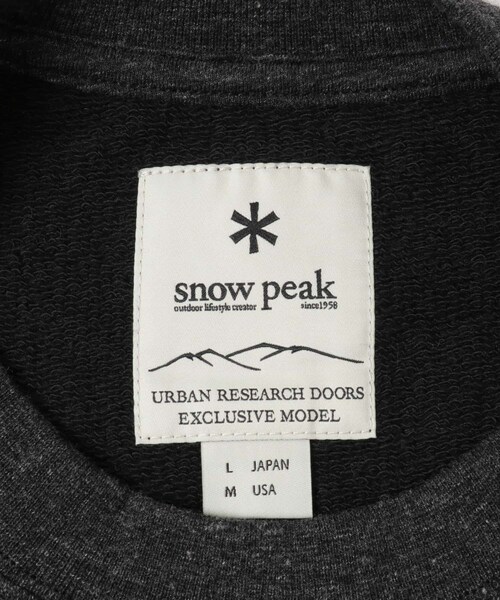 snow peak
outdoor lifestyle creator since1958
URBAN RESEARCH DOORS
EXCLUSIVE MODEL
L JAPAN
M USA